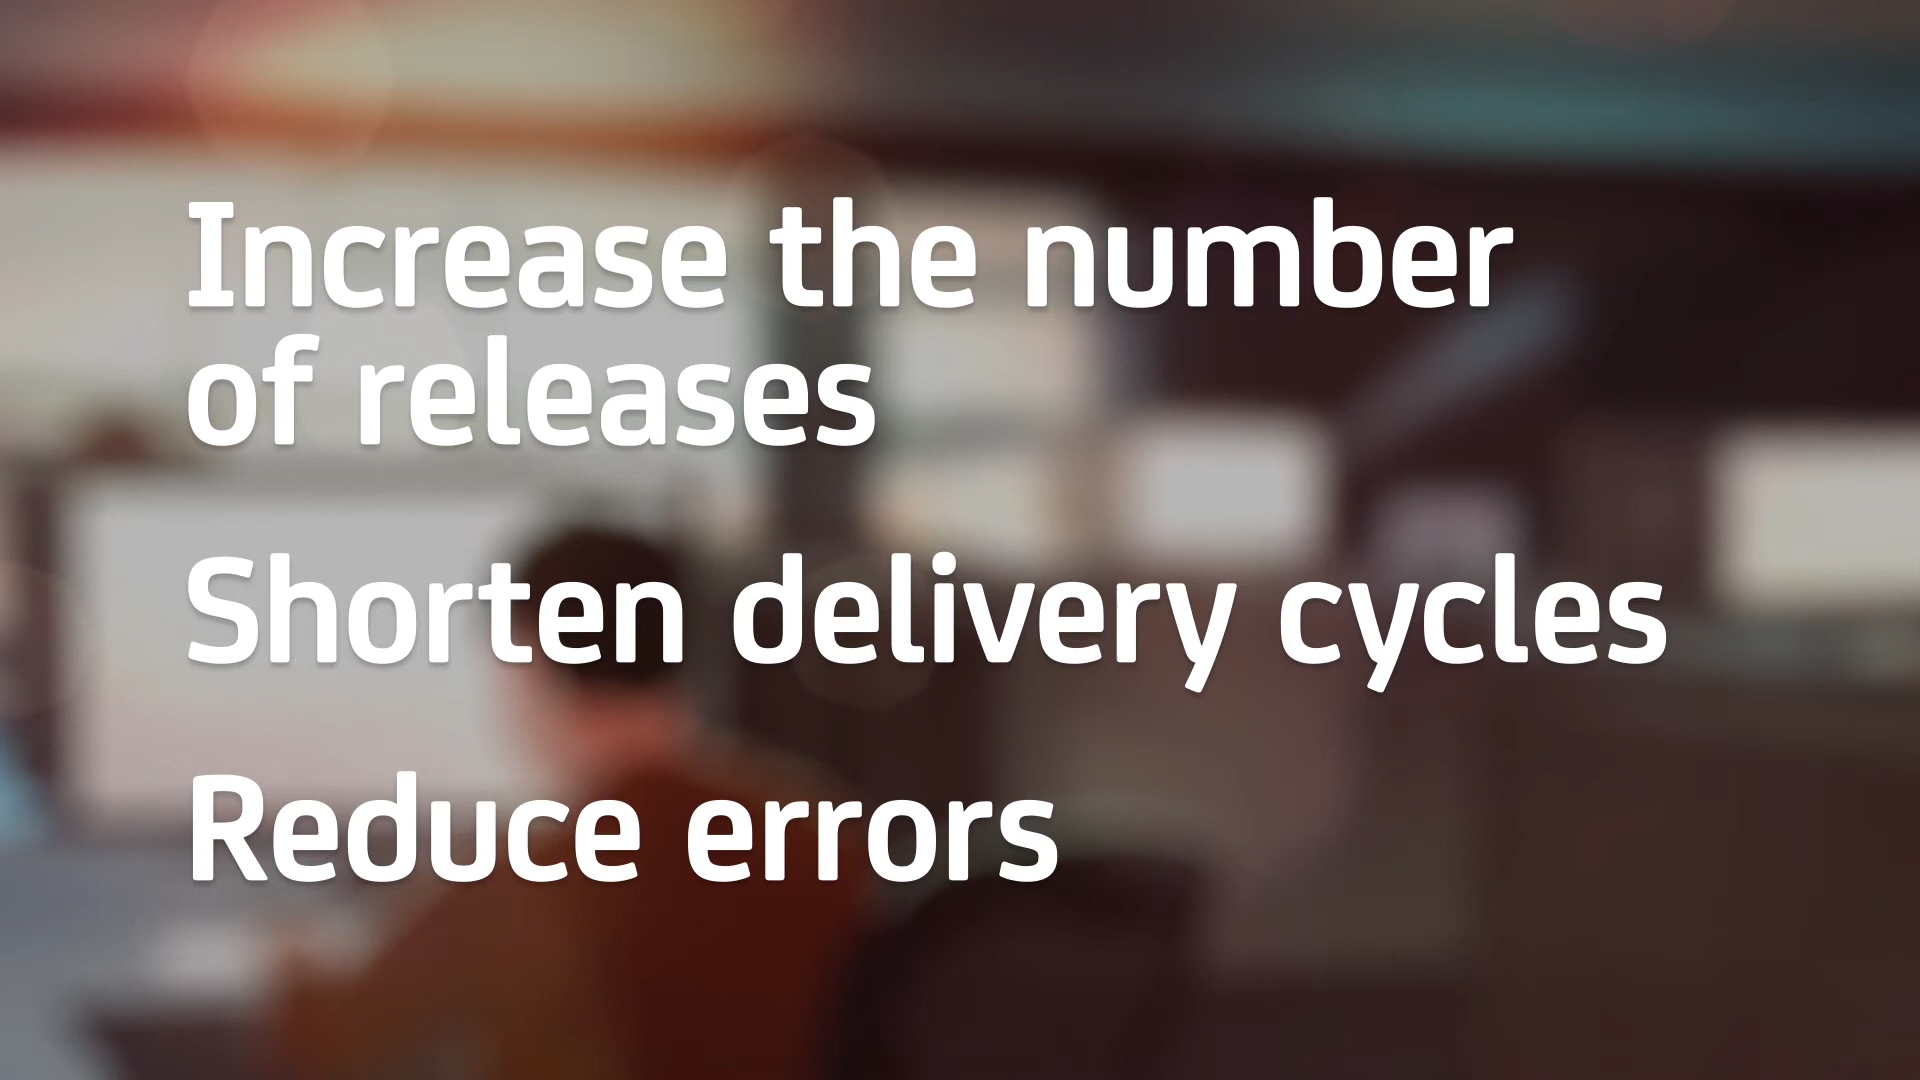 Increase the number
of releases
Shorten delivery cycles
Reduce errors